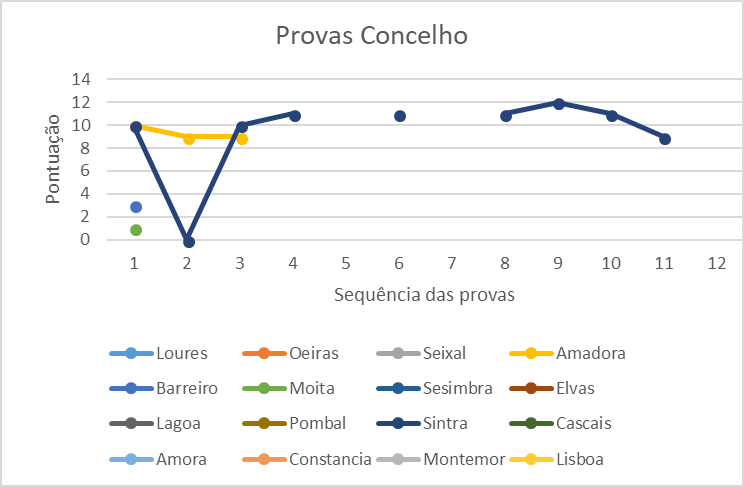 Provas Concelho
14
12
10
8
6
4
2
0
Pontuação
1 2 3 4 5 6 7 8 9 10 11 12
Sequência das provas
Loures Oeiras Seixal Amadora
Barreiro Moita Sesimbra Elvas
Lagoa Pombal Sintra Cascais
Amora Constancia Montemor Lisboa